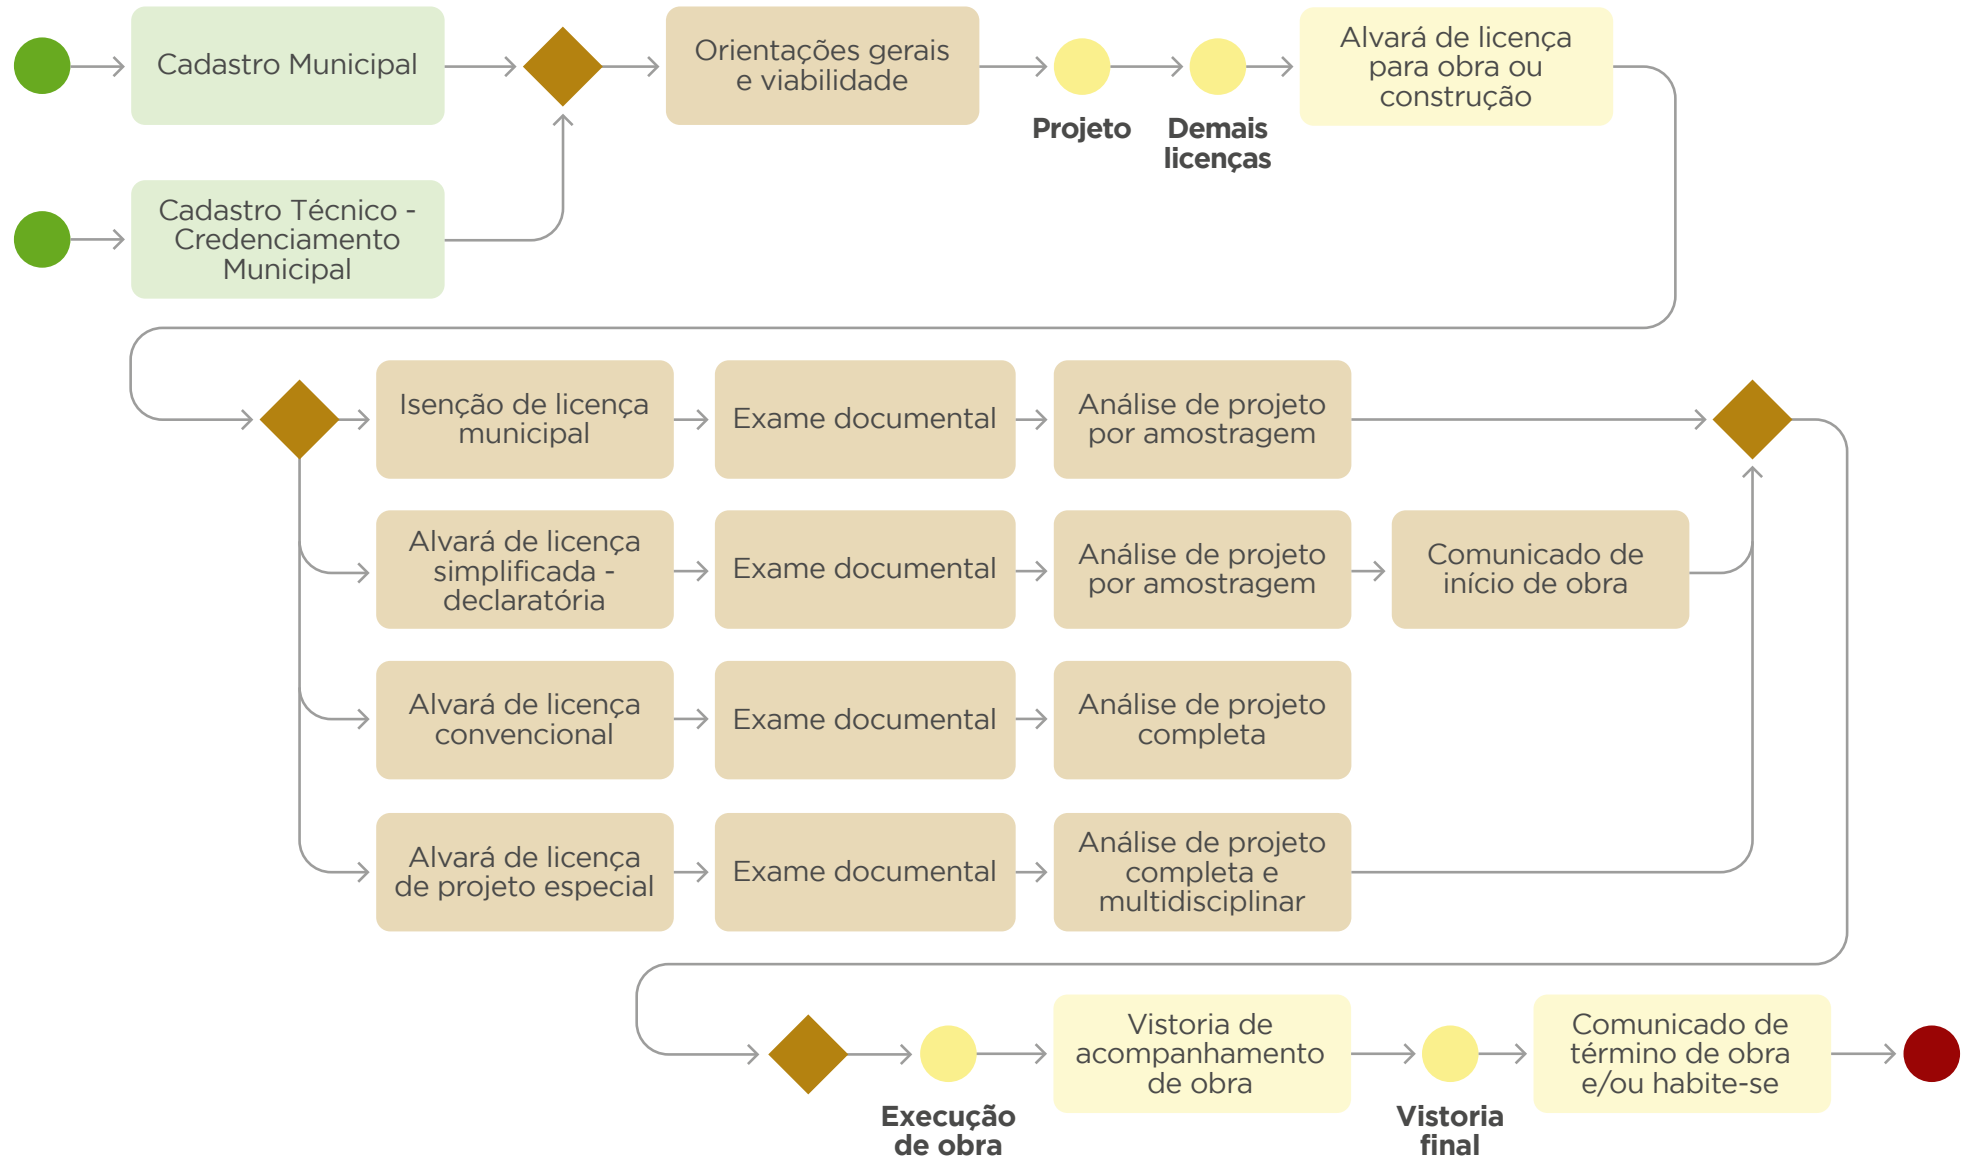 Cadastro Municipal
Orientações gerais
e viabilidade
Projeto
Demais
licenças
Alvará de licença
para obra ou
construção
Cadastro Técnico -
Credenciamento
Municipal
Isenção de licença
municipal
Exame documental
Análise de projeto
por amostragem
Alvará de licença
simplificada -
declaratória
Exame documental
Análise de projeto
por amostragem
Comunicado de
início de obra
Alvará de licença
convencional
Exame documental
Análise de projeto
completa
Alvará de licença
de projeto especial
Exame documental
Análise de projeto
completa e
multidisciplinar
Execução
de obra
Vistoria de
acompanhamento
de obra
Vistoria
final
Comunicado de
término de obra
e/ou habite-se